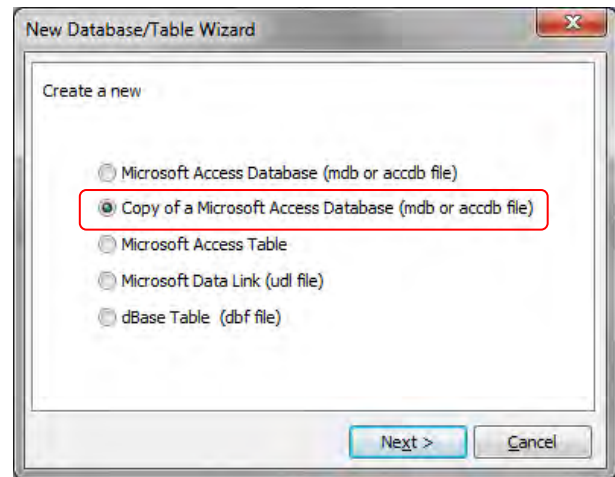 New Database/Table Wizard
Create a new
Microsoft Access Database (mdb or accdb file)
Copy of a Microsoft Access Database (mdb or accdb file)
Microsoft Access Table
Microsoft Data Link (udl file)
dBase Table (dbf file)
Next >
Cancel